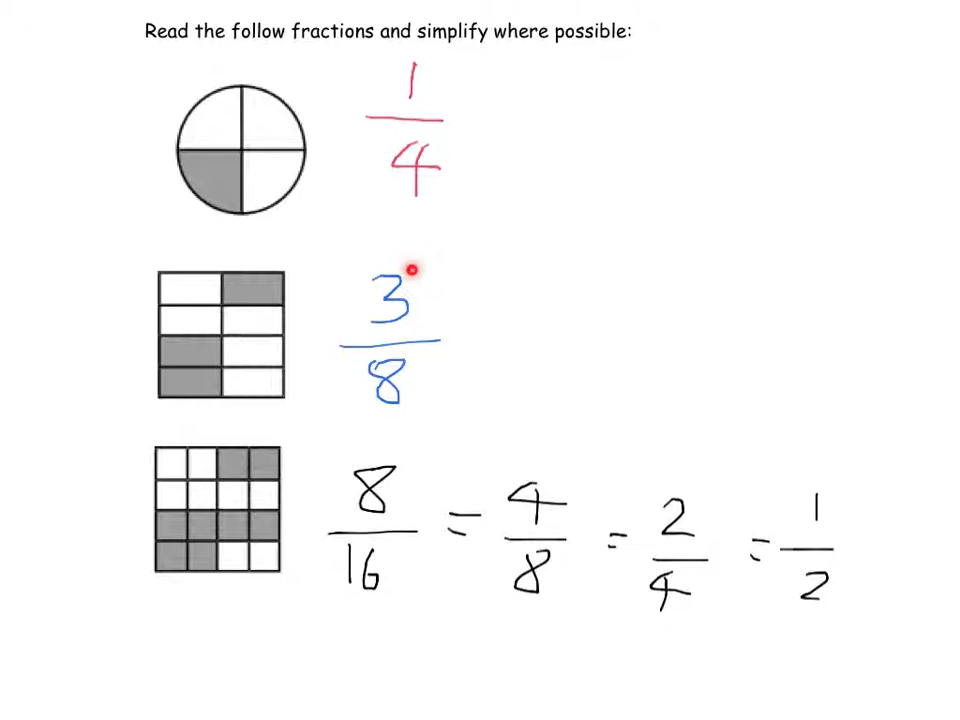 Read the follow fractions and simplify where possible:
1/4
3/8
8/16 = 4/8 = 2/4 = 1/2